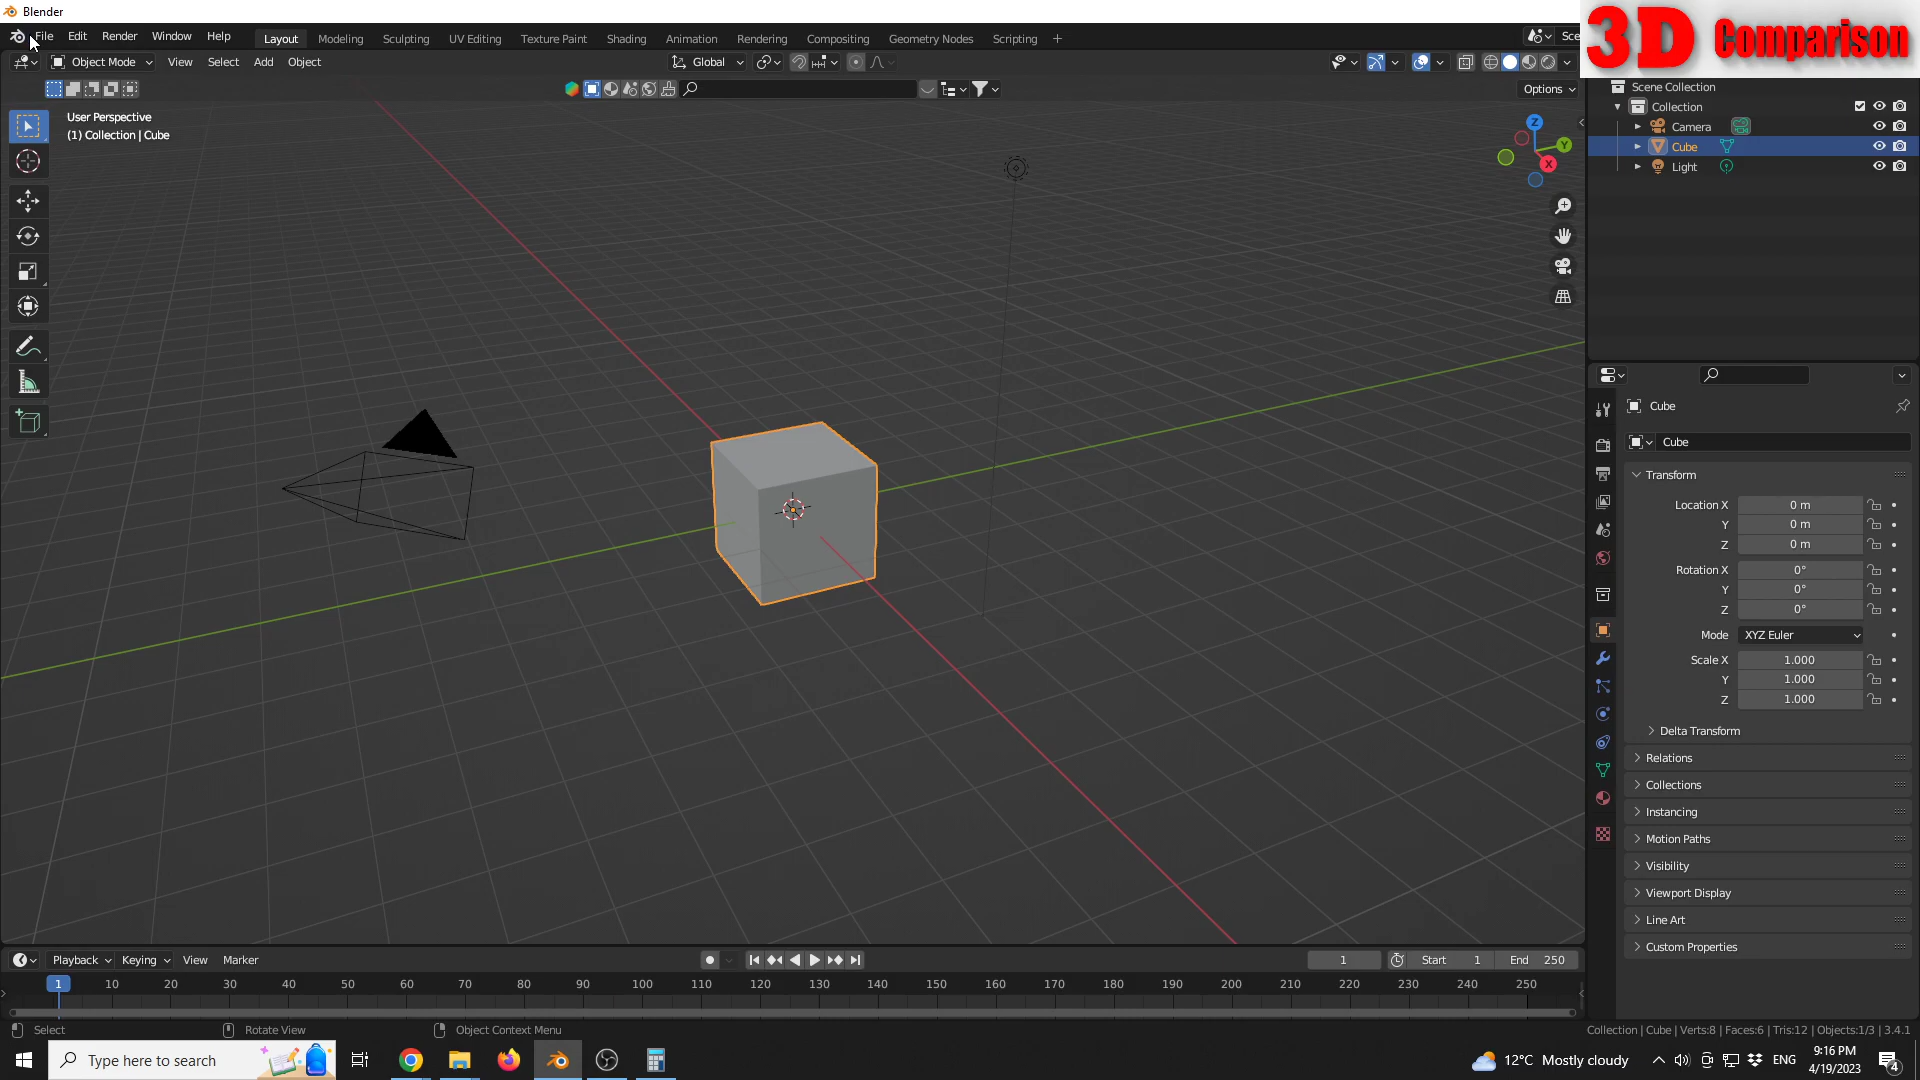 Blender
File Edit Render Window Help Layout Modeling Sculpting UV Editing Texture Paint Shading Animation Rendering Compositing Geometry Nodes Scripting + Sce
3D Comparison
Object Mode View Select Add Object Global
Options
User Perspective
(1) Collection | Cube
Z
Y
X
Scene Collection
Collection
Camera
Cube
Light
Cube
Cube
Transform
Location X 0 m
Y 0 m
Z 0 m
Rotation X 0°
Y 0°
Z 0°
Mode XYZ Euler
Scale X 1.000
Y 1.000
Z 1.000
Delta Transform
Relations
Collections
Instancing
Motion Paths
Visibility
Viewport Display
Line Art
Custom Properties
Playback Keying View Marker 1 Start 1 End 250
1 10 20 30 40 50 60 70 80 90 100 110 120 130 140 150 160 170 180 190 200 210 220 230 240 250
Select Rotate View Object Context Menu Collection | Cube | Verts:8 | Faces:6 | Tris:12 | Objects:1/3 | 3.4.1
Type here to search 12°C Mostly cloudy ENG 9:16 PM
4/19/2023
4